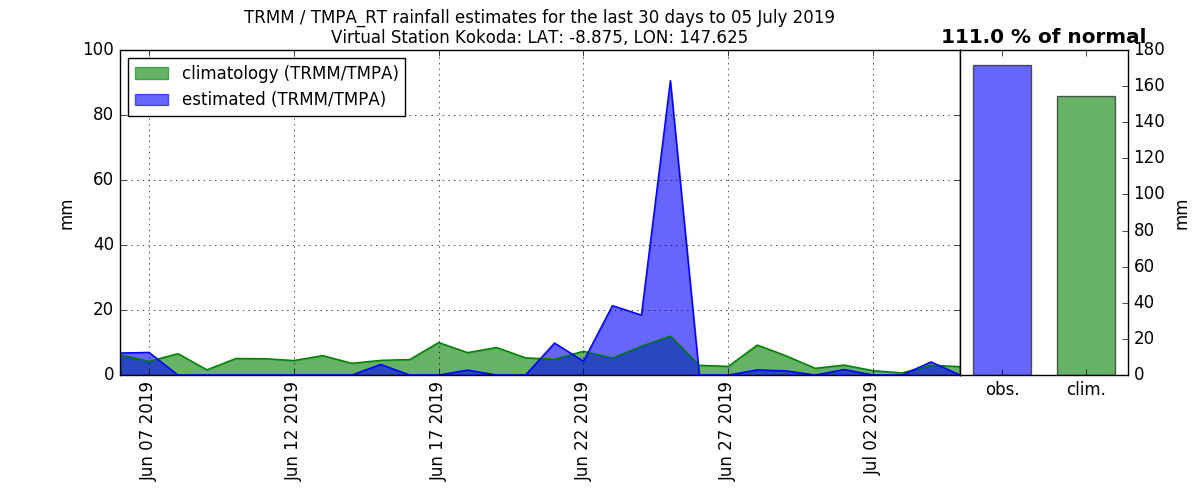 TRMM / TMPA_RT rainfall estimates for the last 30 days to 05 July 2019
Virtual Station Kokoda: LAT: -8.875, LON: 147.625
111.0 % of normal
climatology (TRMM/TMPA)
estimated (TRMM/TMPA)
100
80
60
40
20
0
mm
Jun 07 2019
Jun 12 2019
Jun 17 2019
Jun 22 2019
Jun 27 2019
Jul 02 2019
obs.
clim.
180
160
140
120
100
80
60
40
20
0
mm